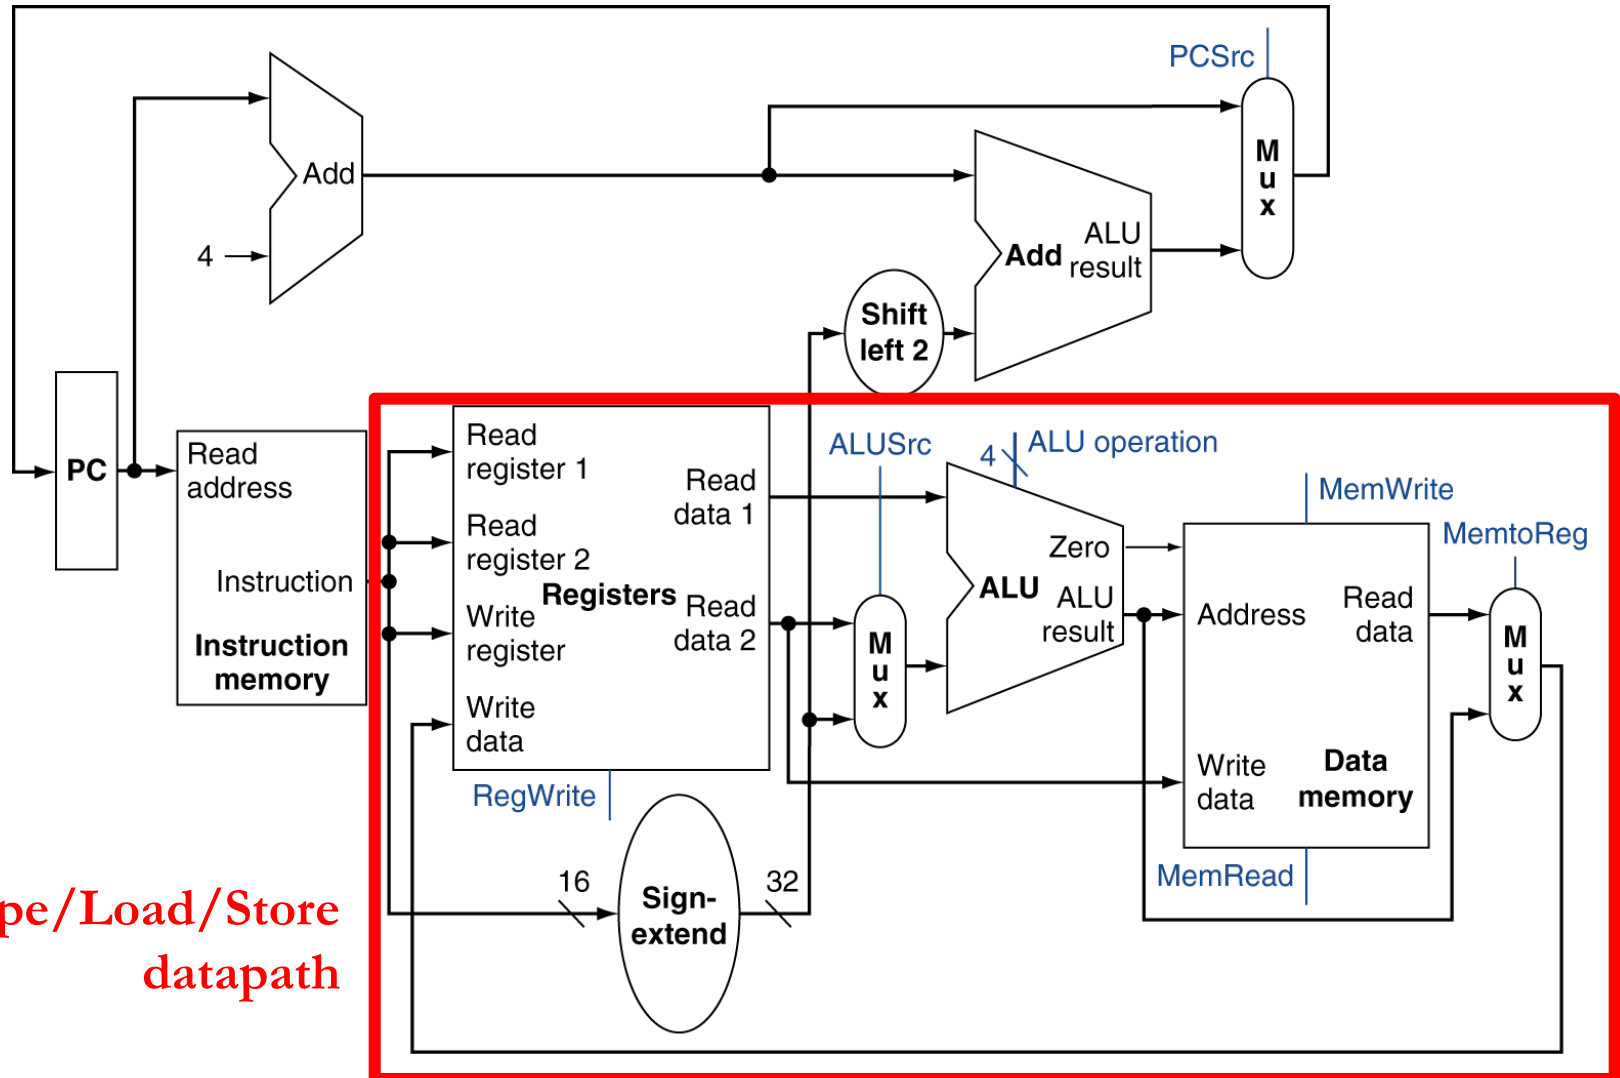 PCSrc
M
u
x
Add
4
ALU
result
Add
Shift
left 2
PC
Read
address
Instruction
Instruction
memory
Read
register 1
Read
register 2
Write
register
Write
data
Registers
Read
data 1
Read
data 2
RegWrite
16
Sign-
extend
32
ALUSrc
M
u
x
4
ALU operation
Zero
ALU
ALU
result
MemWrite
Address
Read
data
Write
data
Data
memory
MemRead
MemtoReg
M
u
x
pe/Load/Store
datapath